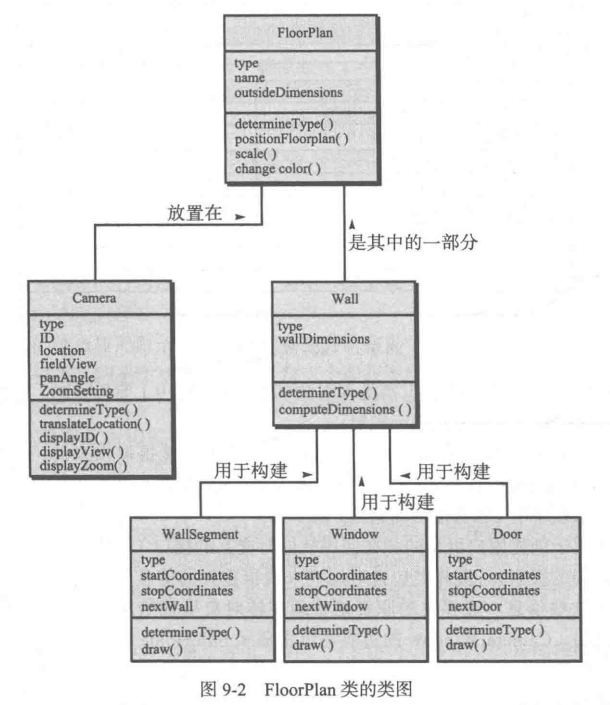 FloorPlan
type
name
outsideDimensions
determineType( )
positionFloorplan( )
scale( )
change color( )
放置在
是其中的一部分
Camera
type
ID
location
fieldView
panAngle
ZoomSetting
determineType( )
translateLocation( )
displayID( )
displayView( )
displayZoom( )
Wall
type
wallDimensions
determineType( )
computeDimensions ( )
用于构建
用于构建
用于构建
WallSegment
type
startCoordinates
stopCoordinates
nextWall
determineType( )
draw( )
Window
type
startCoordinates
stopCoordinates
nextWindow
determineType( )
draw( )
Door
type
startCoordinates
stopCoordinates
nextDoor
determineType( )
draw( )
图 9-2 FloorPlan 类的类图